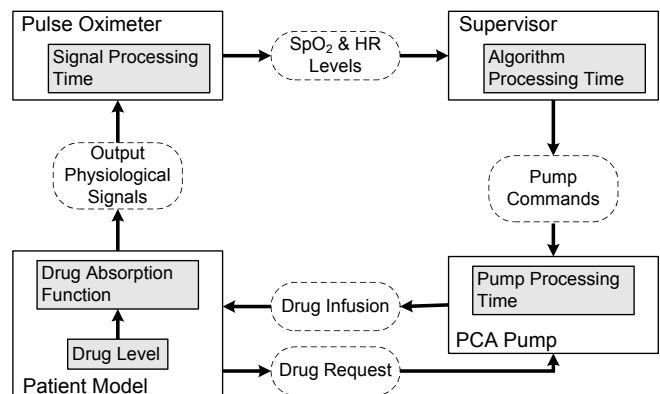 Pulse Oximeter
Signal Processing
Time
SpO₂ & HR
Levels
Supervisor
Algorithm
Processing Time
Output
Physiological
Signals
Pump
Commands
Drug Absorption
Function
Drug Level
Patient Model
Drug Infusion
Drug Request
Pump Processing
Time
PCA Pump